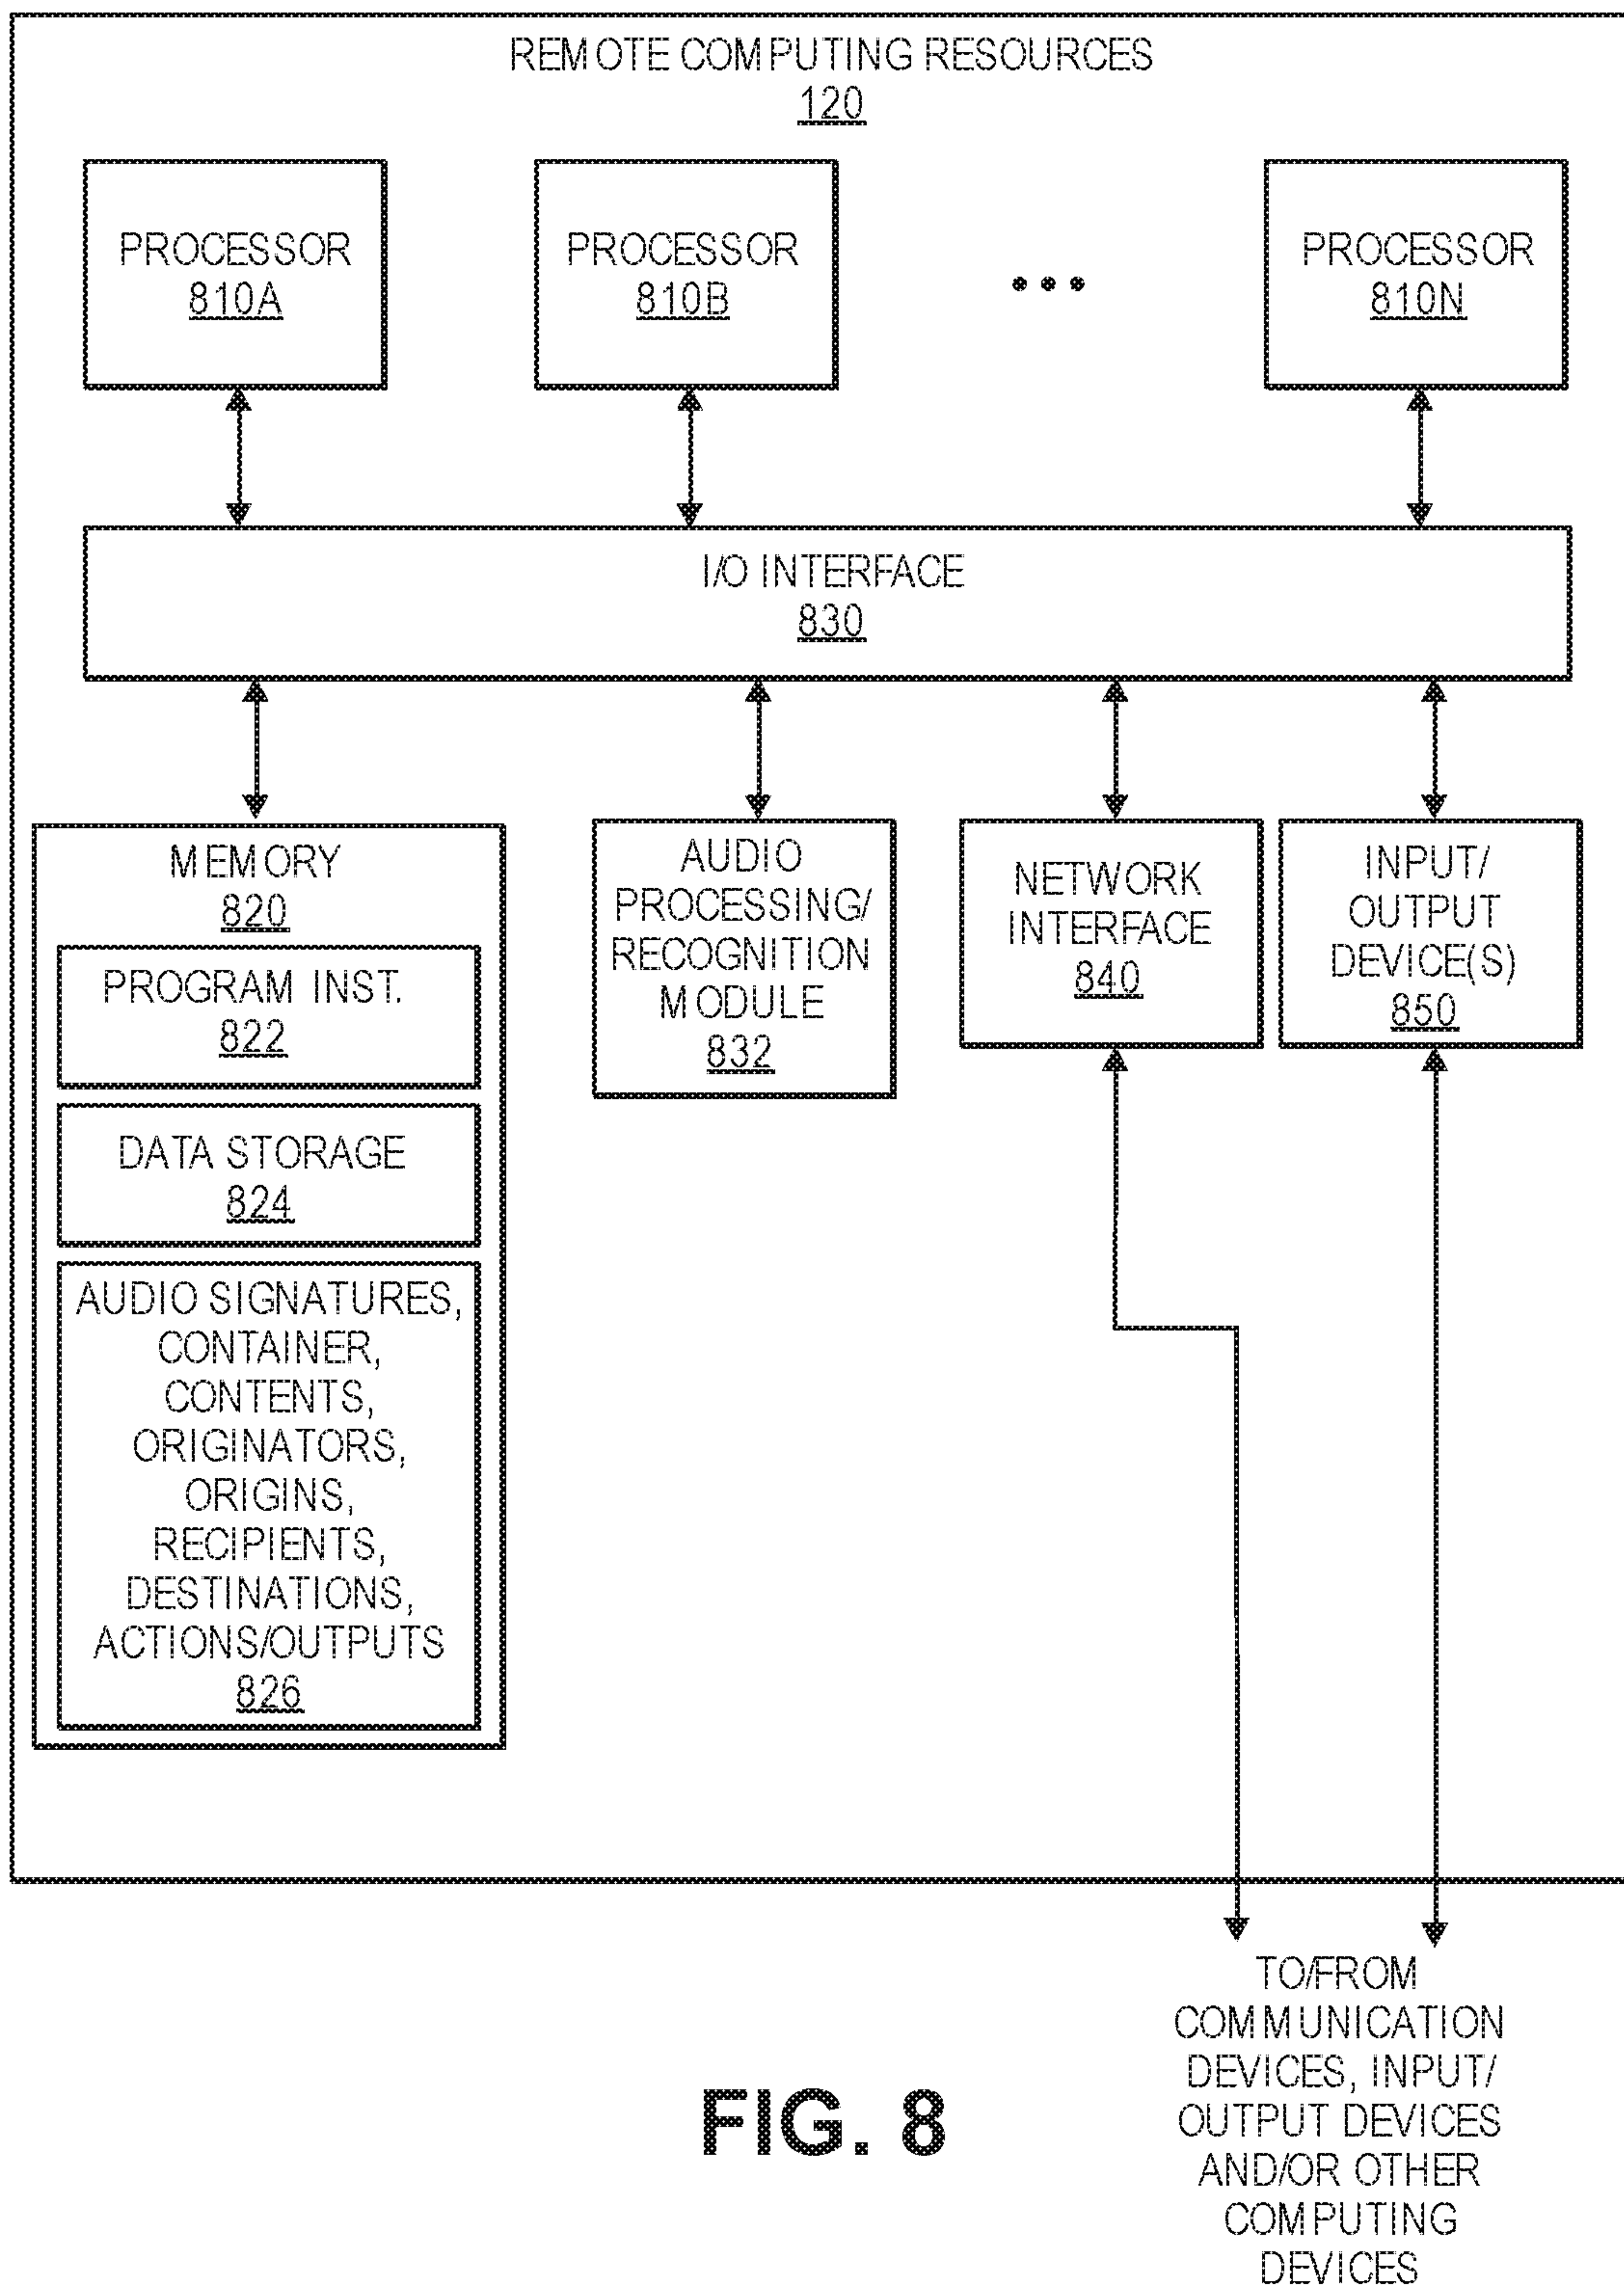 REMOTE COMPUTING RESOURCES
120
PROCESSOR
810A
PROCESSOR
810B
...
PROCESSOR
810N
I/O INTERFACE
830
MEMORY
820
PROGRAM INST.
822
DATA STORAGE
824
AUDIO SIGNATURES,
CONTAINER,
CONTENTS,
ORIGINATORS,
ORIGINS,
RECIPIENTS,
DESTINATIONS,
ACTIONS/OUTPUTS
826
AUDIO
PROCESSING/
RECOGNITION
MODULE
832
NETWORK
INTERFACE
840
INPUT/
OUTPUT
DEVICE(S)
850
TO/FROM
COMMUNICATION
DEVICES, INPUT/
OUTPUT DEVICES
AND/OR OTHER
COMPUTING
DEVICES
FIG. 8